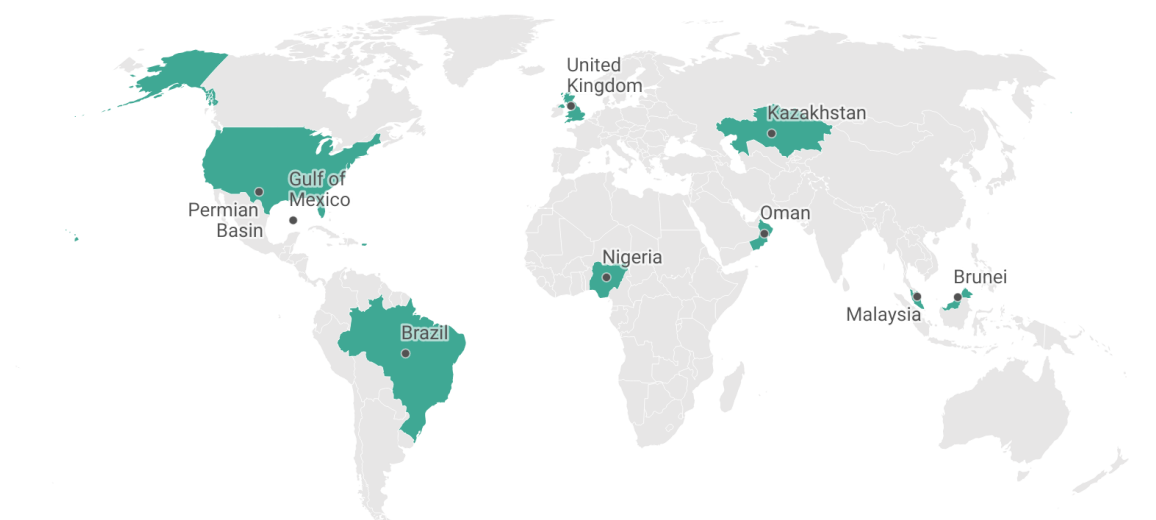 United
Kingdom
Kazakhstan
Gulf of
Mexico
Permian
Basin
Oman
Nigeria
Brunei
Malaysia
Brazil